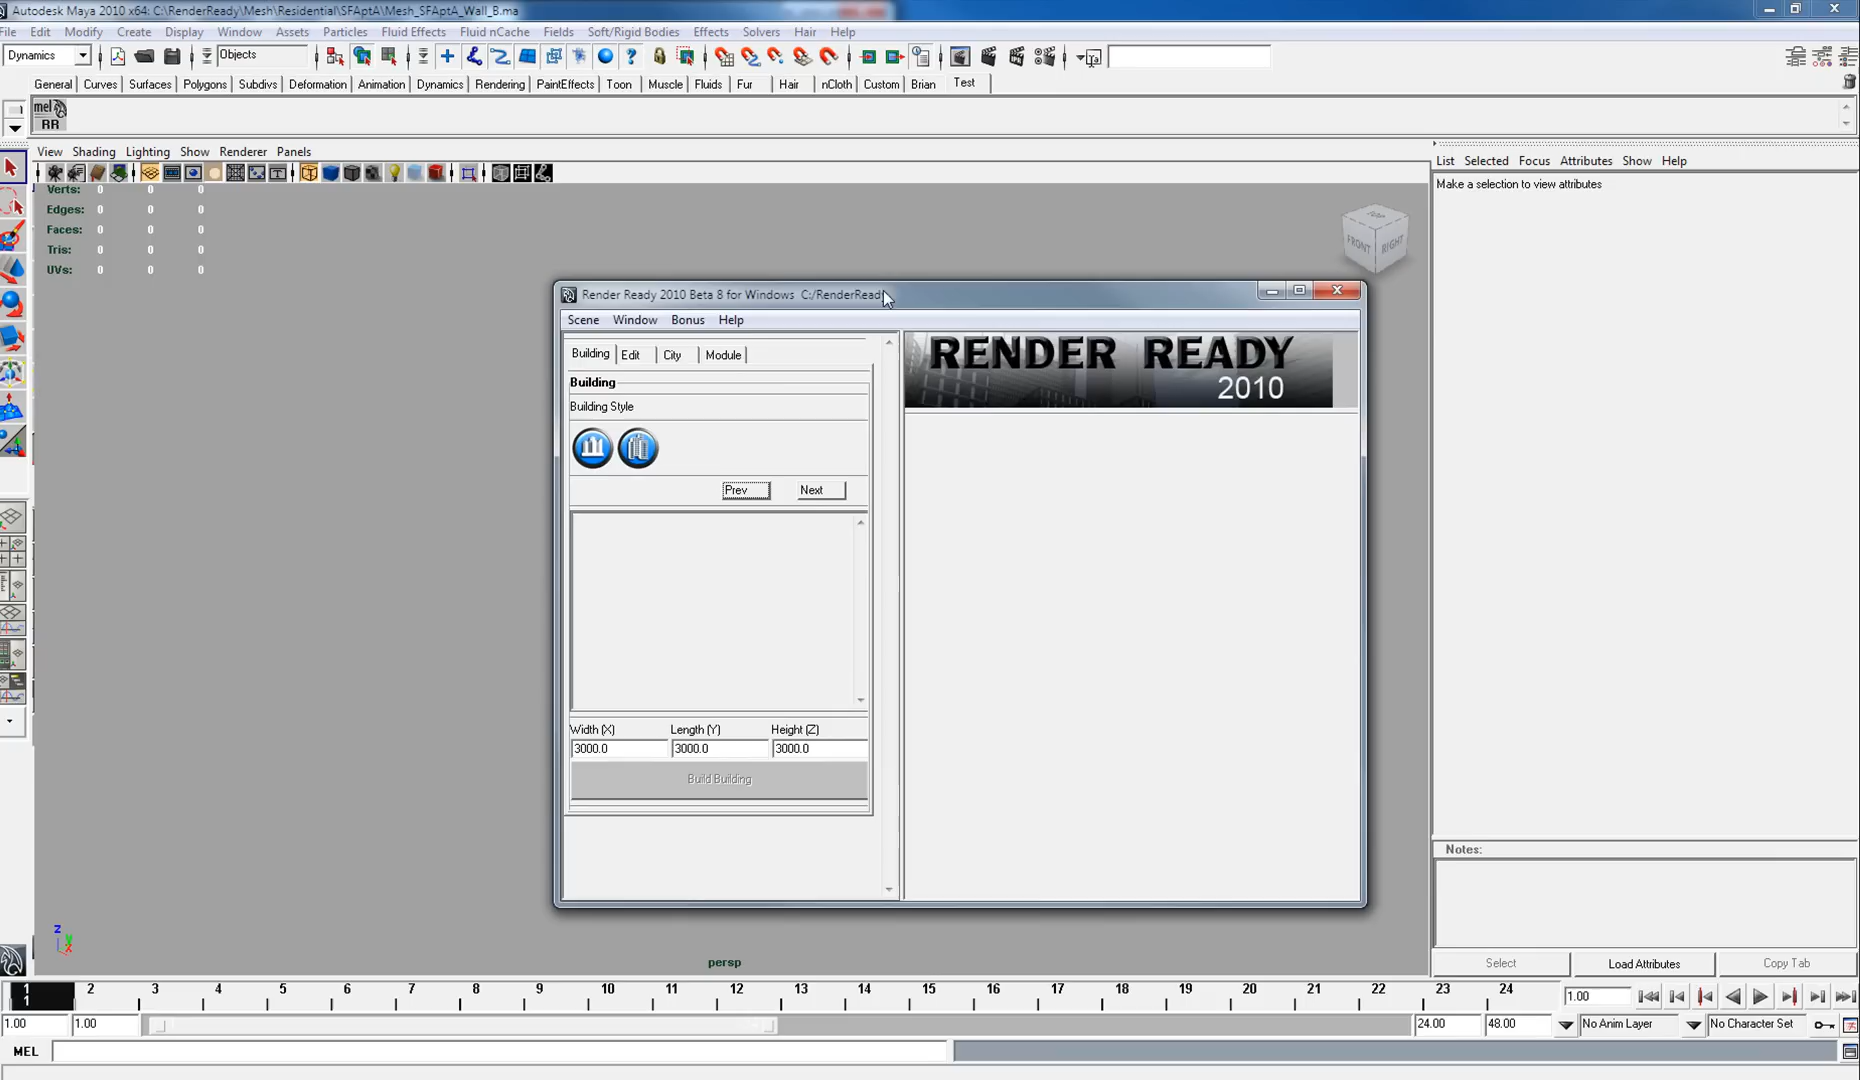 Autodesk Maya 2010 x64: C:\RenderReady\Mesh\Residential\SFAptA\Mesh_SFAptA_Wall_B.ma
File Edit Modify Create Display Window Assets Particles Fluid Effects Fluid nCache Fields Soft/Rigid Bodies Effects Solvers Hair Help
Dynamics Objects
General Curves Surfaces Polygons Subdivs Deformation Animation Dynamics Rendering PaintEffects Toon Muscle Fluids Fur Hair nCloth Custom Brian Test
mel
RR
View Shading Lighting Show Renderer Panels
List Selected Focus Attributes Show Help
Make a selection to view attributes
Verts: 0 0 0
Edges: 0 0 0
Faces: 0 0 0
Tris: 0 0 0
UVs: 0 0 0
TOP
FRONT RIGHT
Render Ready 2010 Beta 8 for Windows C:/RenderReady
Scene Window Bonus Help
RENDER READY
2010
Building Edit City Module
Building
Building Style
Prev Next
Width (X) Length (Y) Height (Z)
3000.0 3000.0 3000.0
Build Building
Notes:
z
y
x
persp
Select Load Attributes Copy Tab
1 2 3 4 5 6 7 8 9 10 11 12 13 14 15 16 17 18 19 20 21 22 23 24 1.00
1
1.00 1.00 24.00 48.00 No Anim Layer No Character Set
MEL